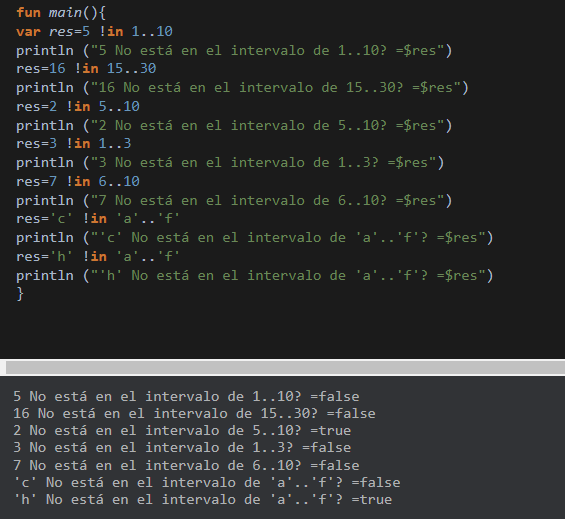 fun main(){
var res=5 !in 1..10
println ("5 No está en el intervalo de 1..10? =$res")
res=16 !in 15..30
println ("16 No está en el intervalo de 15..30? =$res")
res=2 !in 5..10
println ("2 No está en el intervalo de 5..10? =$res")
res=3 !in 1..3
println ("3 No está en el intervalo de 1..3? =$res")
res=7 !in 6..10
println ("7 No está en el intervalo de 6..10? =$res")
res='c' !in 'a'..'f'
println ("'c' No está en el intervalo de 'a'..'f'? =$res")
res='h' !in 'a'..'f'
println ("'h' No está en el intervalo de 'a'..'f'? =$res")
}
5 No está en el intervalo de 1..10? =false
16 No está en el intervalo de 15..30? =false
2 No está en el intervalo de 5..10? =true
3 No está en el intervalo de 1..3? =false
7 No está en el intervalo de 6..10? =false
'c' No está en el intervalo de 'a'..'f'? =false
'h' No está en el intervalo de 'a'..'f'? =true